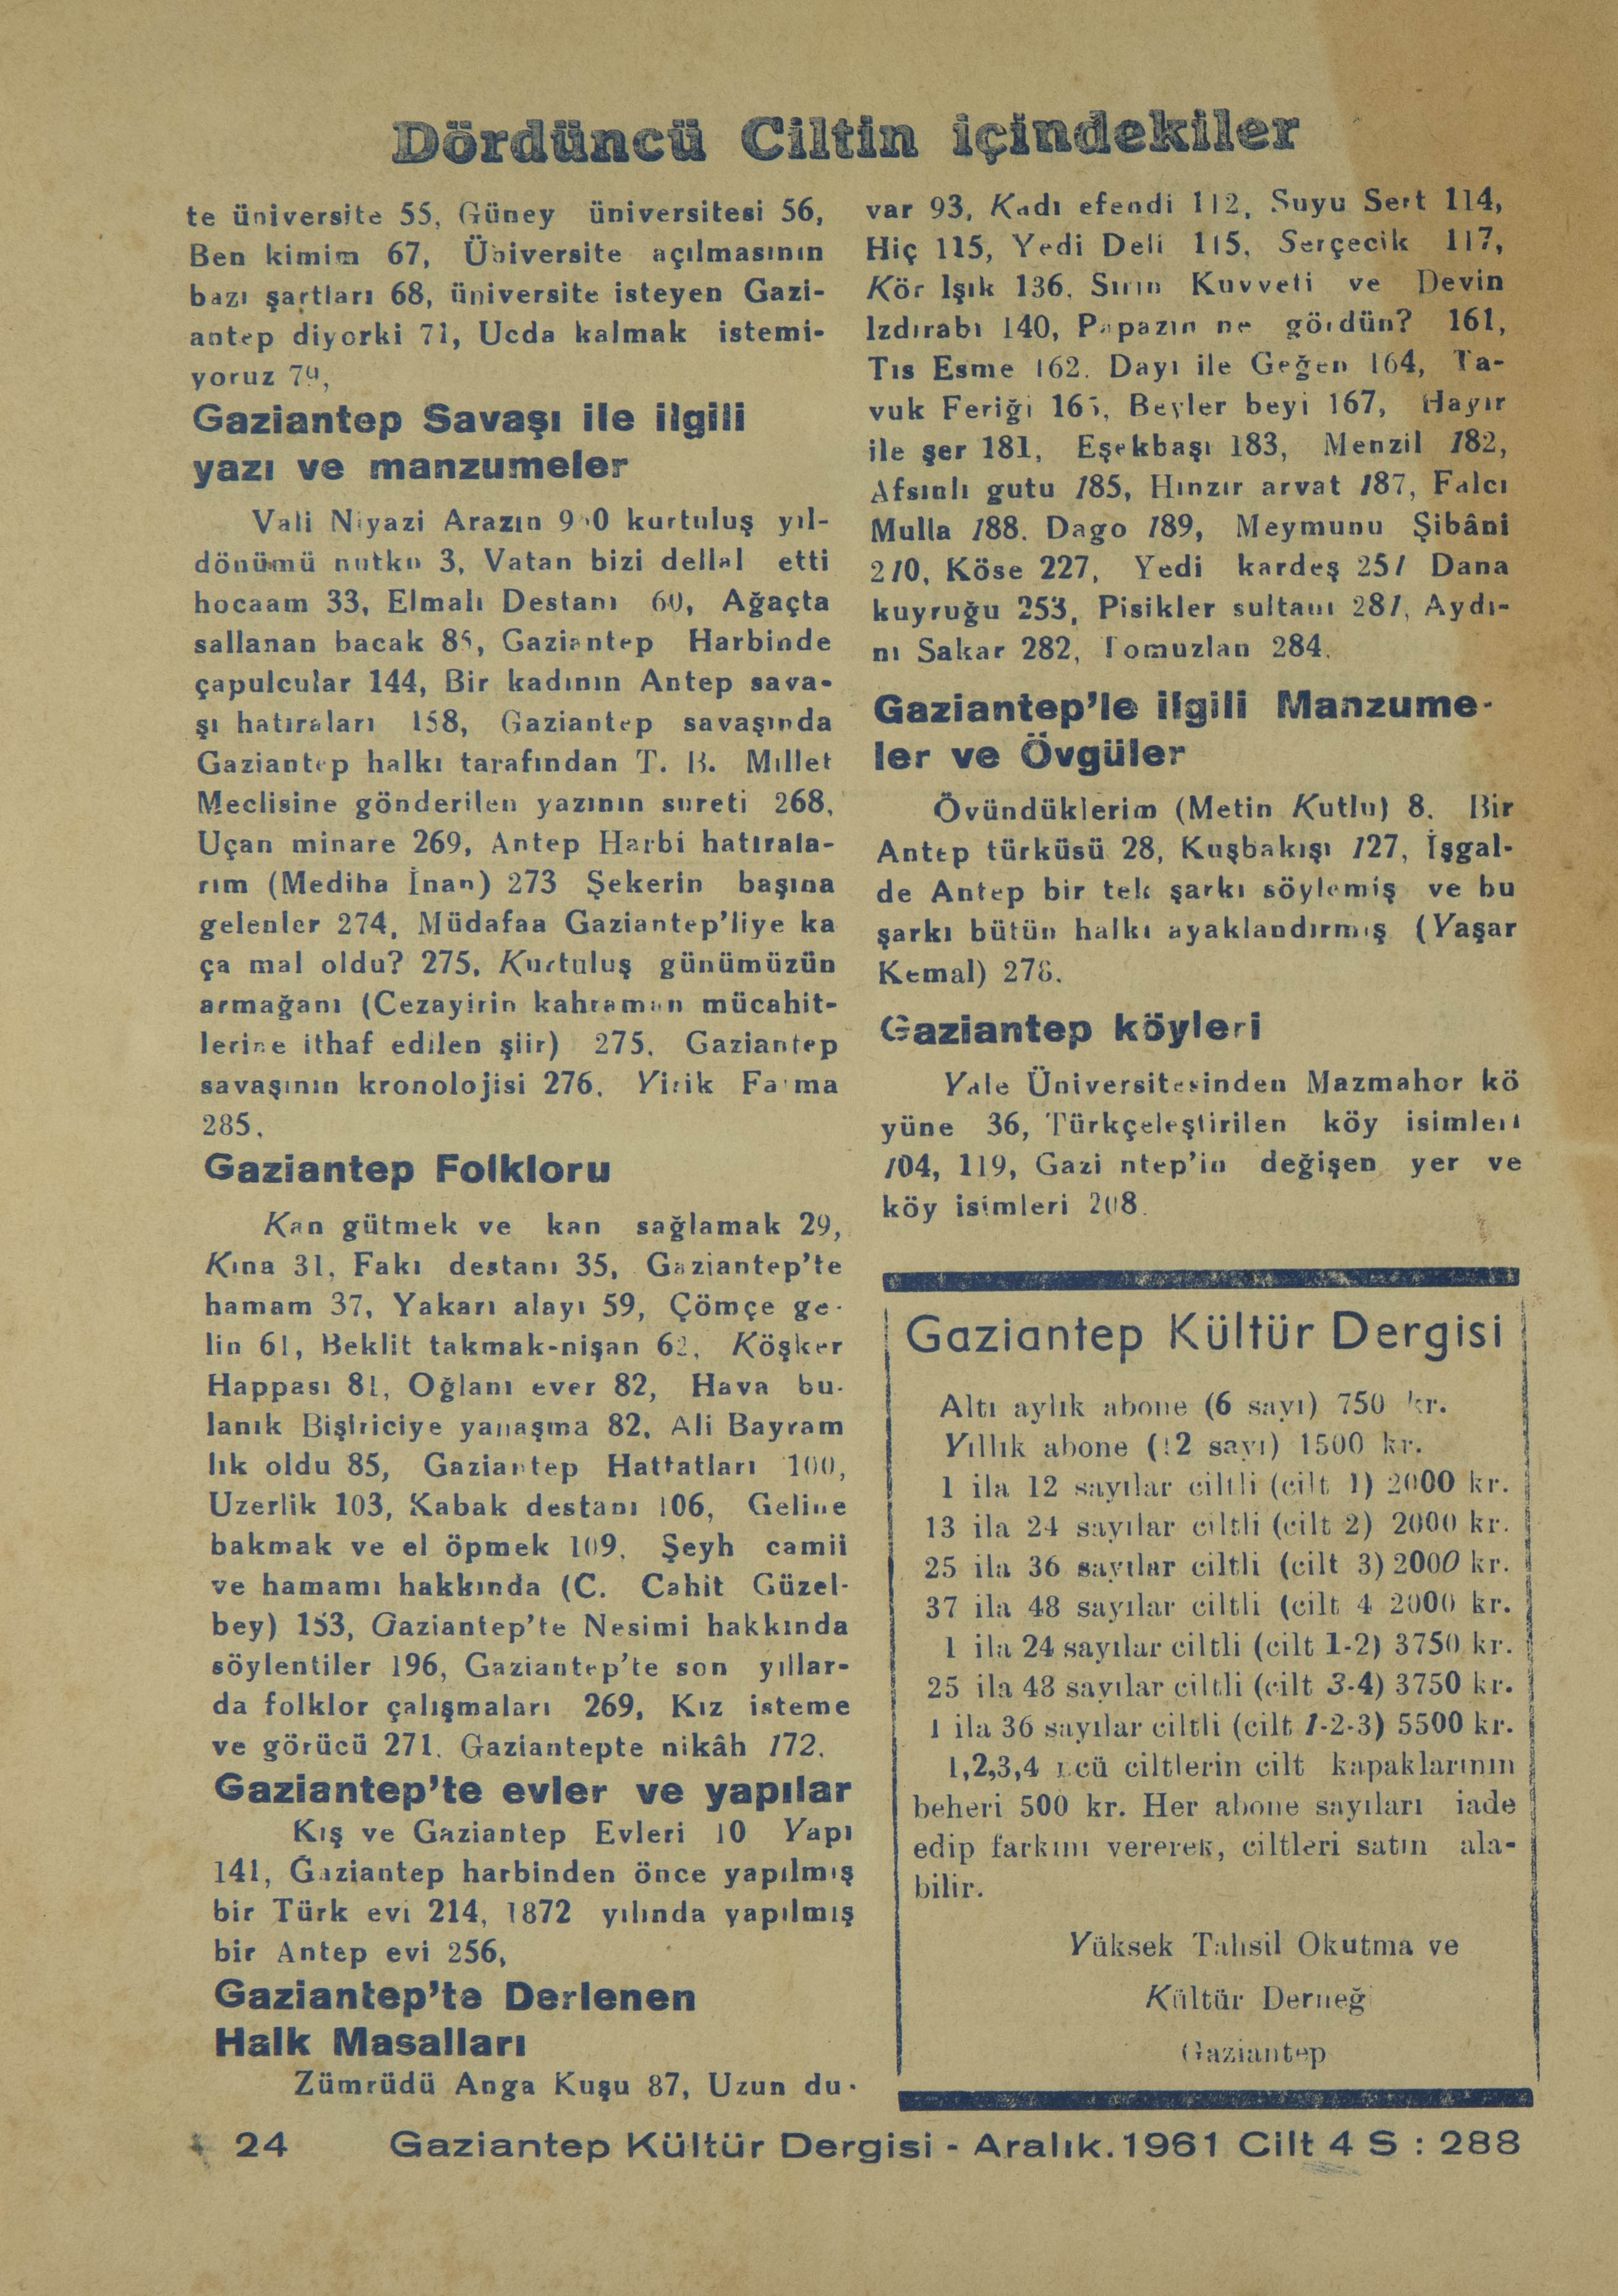 Dördüncü Ciltin içindekiler
te üniversite 55, Güney üniversitesi 56,
Ben kimim 67, Üniversite açılmasının
bazı şartları 68, üniversite isteyen Gazi-
antep diyorki 71, Ucda kalmak istemi-
yoruz 79,
Gaziantep Savaşı ile ilgili
yazı ve manzumeler
Vali Niyazi Arazın kurtuluş yıl-
dönümü nutku 3, Vatan bizi dellal etti
hocaam 33, Elmalı Destanı 60, Ağaçta
sallanan bacak 85, Gaziantep Harbinde
çapulcular 144, Bir kadının Antep sava-
şı hatıraları 158, Gaziantep savaşında
Gaziantep halkı tarafından T. B. Millet
Meclisine gönderilen yazının sureti 268,
Uçan minare 269, Antep Harbi hatırala-
rım (Mediha İnan) 273 Şekerin başına
gelenler 274, Müdafaa Gaziantep'liye ka
ça mal oldu? 275, Kurtuluş günümüzün
armağanı (Cezayirin kahraman mücahit-
lerine ithaf edilen şiir) 275, Gaziantep
savaşının kronolojisi 276, Yirik Fatma
285,
Gaziantep Folkloru
Kan gütmek ve kan sağlamak 29,
Kına 31, Fakı destanı 35, Gaziantep'te
hamam 37, Yakarı alayı 59, Çömçe ge-
lin 61, Beklit takmak-nişan 62, Köşker
Happası 81, Oğlanı ever 82, Hava bu-
lanık Bişiriciye yanaşma 82, Ali Bayram
lık oldu 85, Gaziantep Hattatları 100,
Uzerlik 103, Kabak destanı 106, Geline
bakmak ve el öpmek 109, Şeyh camii
ve hamamı hakkında (C. Cahit Güzel-
bey) 153, Gaziantep'te Nesimi hakkında
söylentiler 196, Gaziantep'te son yıllar-
da folklor çalışmaları 269, Kız isteme
ve görücü 271. Gaziantepte nikâh 172,
Gaziantep'te evler ve yapılar
Kış ve Gaziantep Evleri 10 Yapı
141, Gaziantep harbinden önce yapılmış
bir Türk evi 214, 1872 yılında yapılmış
bir Antep evi 256,
Gaziantep'te Derlenen
Halk Masalları
Zümrüdü Anga Kuşu 87, Uzun du-
var 93, Kadı efendi 112, Suyu Sert 114,
Hiç 115, Yedi Deli 115, Serçecik 117,
Kör Işık 136, Sırın Kuvveti ve Devin
Izdırabı 140, Papazın ne gördün? 161,
Tıs Esme 162. Dayı ile Geğen 164, Ta-
vuk Feriği 165, Beyler beyi 167, Hayır
ile şer 181, Eşekbaşı 183, Menzil 182,
Afsınlı gutu 185, Hınzır arvat 187, Falcı
Mulla 188. Dago 189, Meymunu Şibâni
210, Köse 227, Yedi kardeş 251 Dana
kuyruğu 253, Pisikler sultanı 281, Aydı-
nı Sakar 282, Tomuzlan 284.
Gaziantep'le ilgili Manzume-
ler ve Övgüler
Övündüklerim (Metin Kutlu) 8. Bir
Antep türküsü 28, Kuşbakışı 127, İşgal-
de Antep bir tek şarkı söylemiş ve bu
şarkı bütün halkı ayaklandırmış (Yaşar
Kemal) 278.
Gaziantep köyleri
Yale Üniversitesinden Mazmahor kö
yüne 36, Türkçeleştirilen köy isimleri
104, 119, Gazi ntep'in değişen yer ve
köy isimleri 208.
Gaziantep Kültür Dergisi
Altı aylık abone (6 sayı) 750 kr.
Yıllık abone (12 sayı) 1500 kr.
1 ila 12 sayılar ciltli (cilt 1) 2000 kr.
13 ila 24 sayılar ciltli (cilt 2) 2000 kr.
25 ila 36 sayılar ciltli (cilt 3) 2000 kr.
37 ila 48 sayılar ciltli (cilt 4 2000 kr.
1 ila 24 sayılar ciltli (cilt 1-2) 3750 kr.
25 ila 48 sayılar ciltli (cilt 3-4) 3750 kr.
1 ila 36 sayılar ciltli (cilt 1-2-3) 5500 kr.
1,2,3,4 ciltlerin cilt kapaklarının
beheri 500 kr. Her abone sayıları iade
edip farkını vererek, ciltleri satın ala-
bilir.
Yüksek Tahsil Okutma ve
Kültür Derneğ
Gaziantep
24 Gaziantep Kültür Dergisi - Aralık.1961 Cilt 4 S : 288